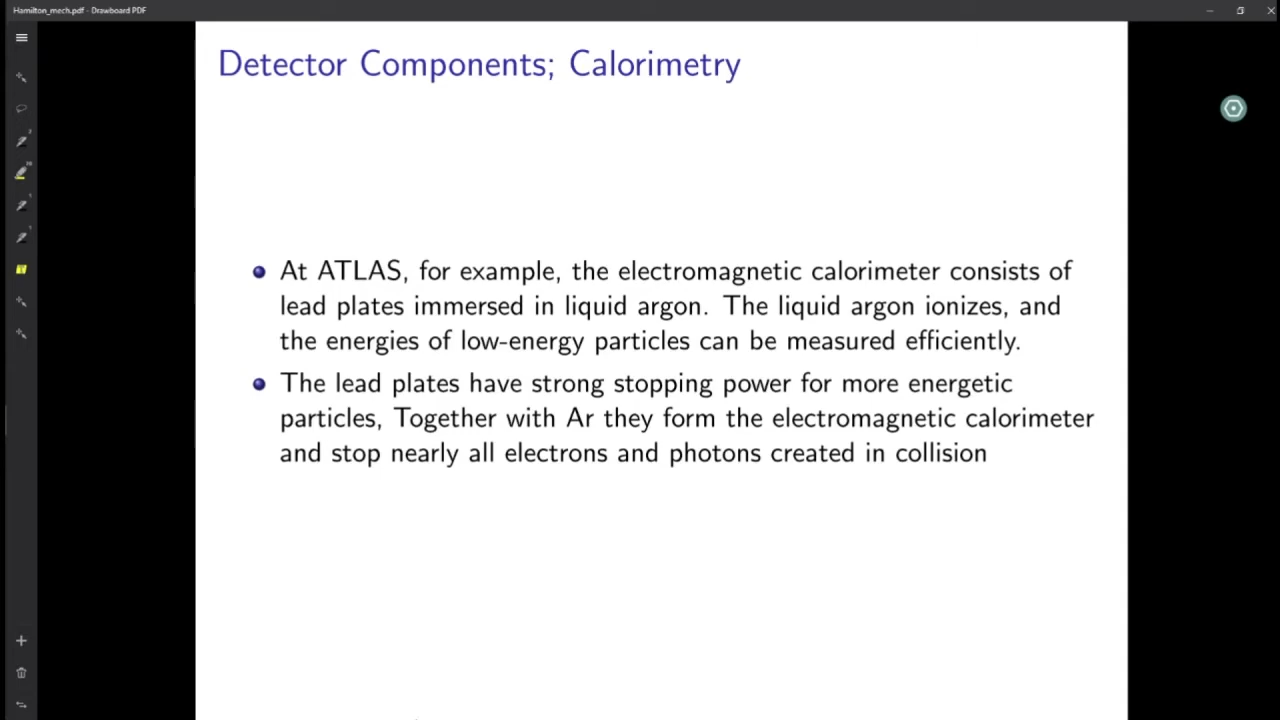 Hamilton_mech.pdf - Drawboard PDF
Detector Components; Calorimetry
At ATLAS, for example, the electromagnetic calorimeter consists of
lead plates immersed in liquid argon. The liquid argon ionizes, and
the energies of low-energy particles can be measured efficiently.
The lead plates have strong stopping power for more energetic
particles, Together with Ar they form the electromagnetic calorimeter
and stop nearly all electrons and photons created in collision